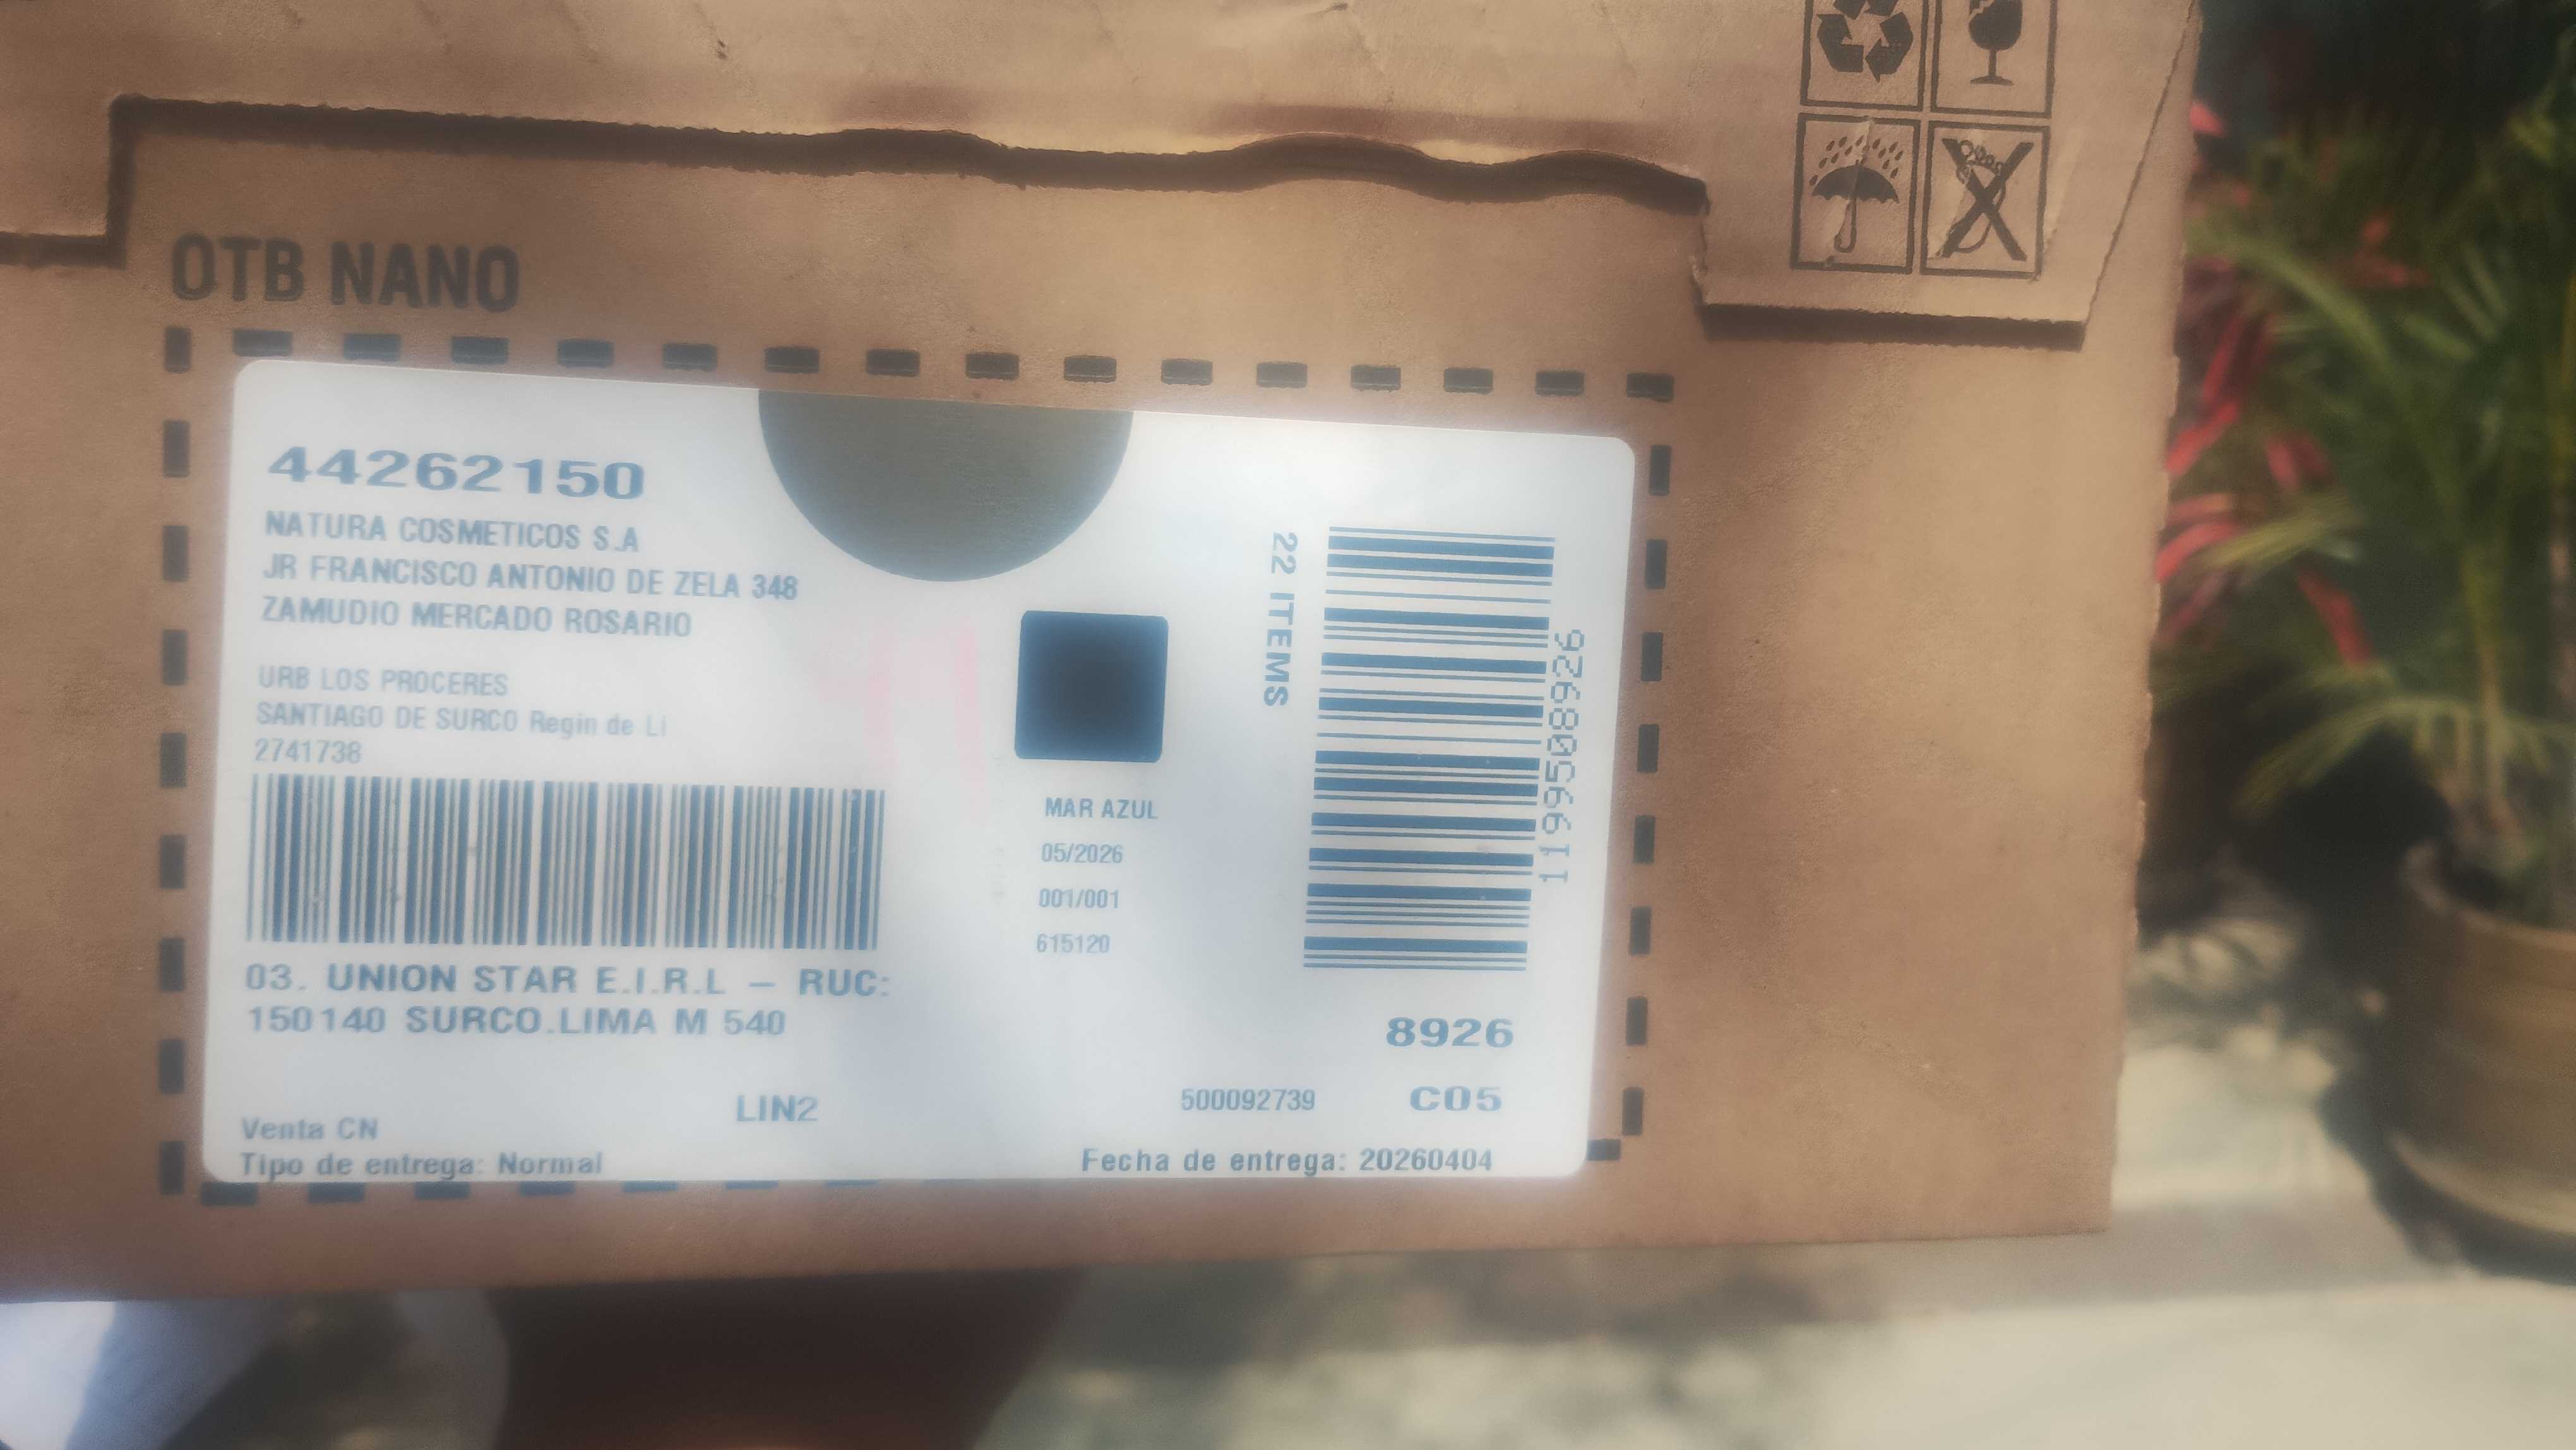 OTB NANO
44262150
NATURA COSMETICOS S.A
JR FRANCISCO ANTONIO DE ZELA 348
ZAMUDIO MERCADO ROSARIO
URB LOS PROCERES
SANTIAGO DE SURCO Regin de Li
2741738
03. UNION STAR E.I.R.L – RUC:
150140 SURCO.LIMA M 540
LIN2
Venta CN
Tipo de entrega: Normal
MAR AZUL
05/2026
001/001
615120
22 ITEMS
1199508926
8926
500092739 C05
Fecha de entrega: 20260404